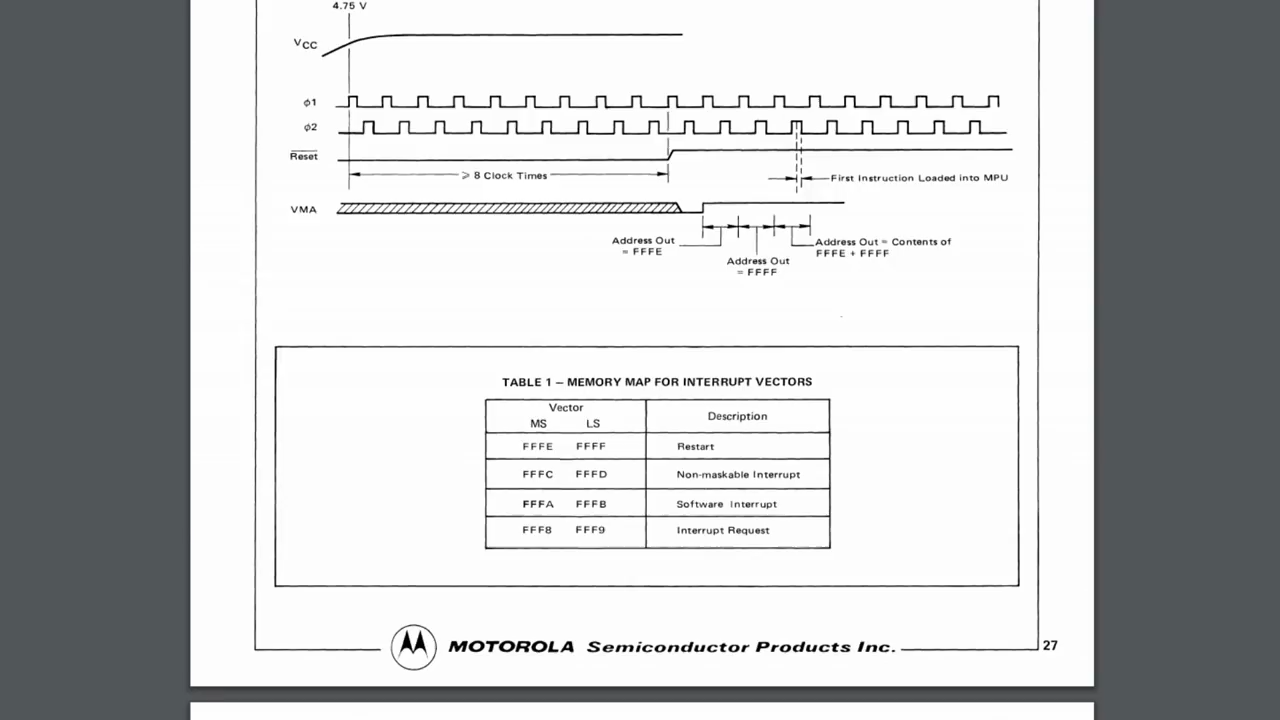 4.75 V
VCC
ϕ1
ϕ2
Reset
⩾ 8 Clock Times
First Instruction Loaded into MPU
VMA
Address Out
= FFFE
Address Out
= FFFF
Address Out = Contents of
FFFE + FFFF
TABLE 1 – MEMORY MAP FOR INTERRUPT VECTORS
Vector
MS LS
Description
FFFE FFFF Restart
FFFC FFFD Non-maskable Interrupt
FFFA FFFB Software Interrupt
FFF8 FFF9 Interrupt Request
MOTOROLA Semiconductor Products Inc.
27